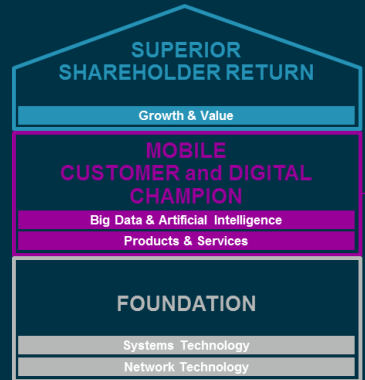 SUPERIOR
SHAREHOLDER RETURN
Growth & Value
MOBILE
CUSTOMER and DIGITAL
CHAMPION
Big Data & Artificial Intelligence
Products & Services
FOUNDATION
Systems Technology
Network Technology